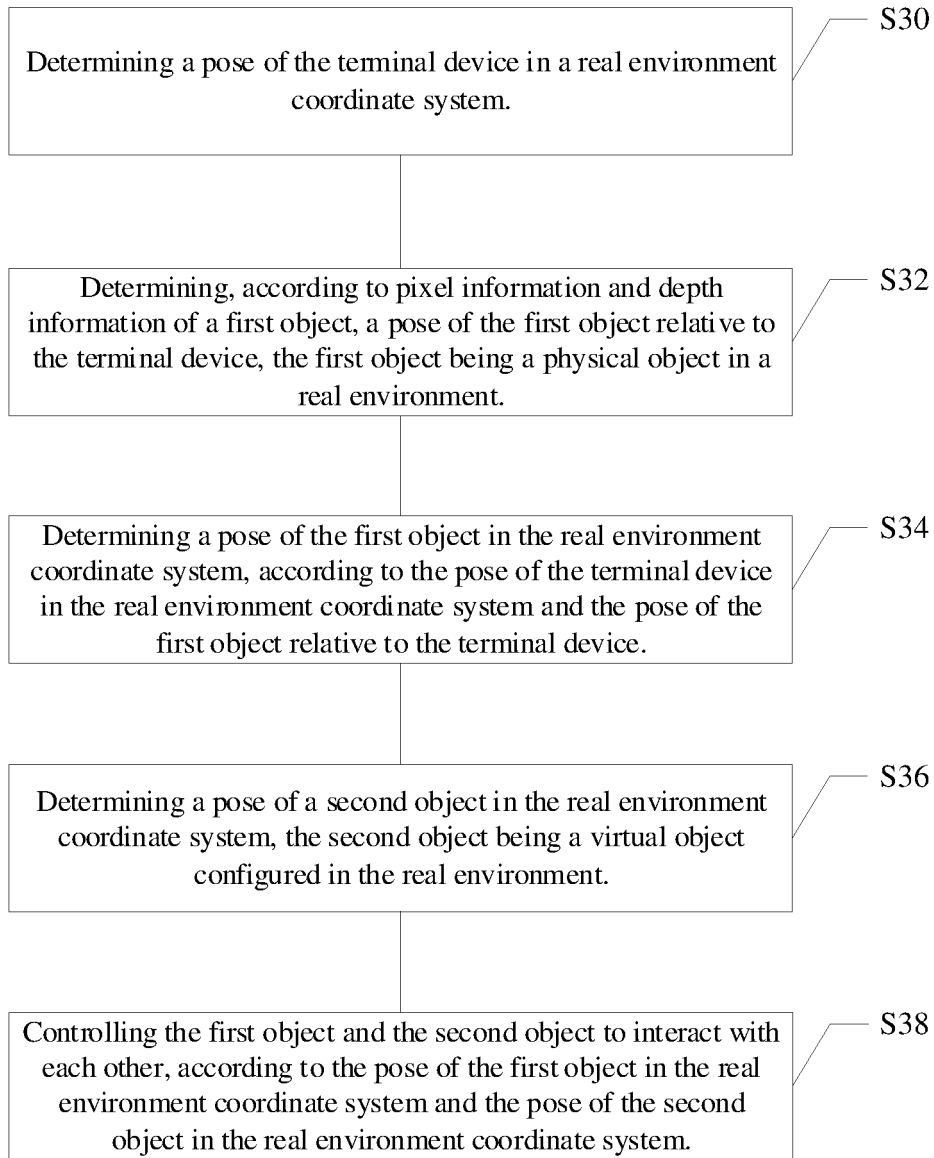 S30
Determining a pose of the terminal device in a real environment
coordinate system.
S32
Determining, according to pixel information and depth
information of a first object, a pose of the first object relative to
the terminal device, the first object being a physical object in a
real environment.
S34
Determining a pose of the first object in the real environment
coordinate system, according to the pose of the terminal device
in the real environment coordinate system and the pose of the
first object relative to the terminal device.
S36
Determining a pose of a second object in the real environment
coordinate system, the second object being a virtual object
configured in the real environment.
S38
Controlling the first object and the second object to interact with
each other, according to the pose of the first object in the real
environment coordinate system and the pose of the second
object in the real environment coordinate system.